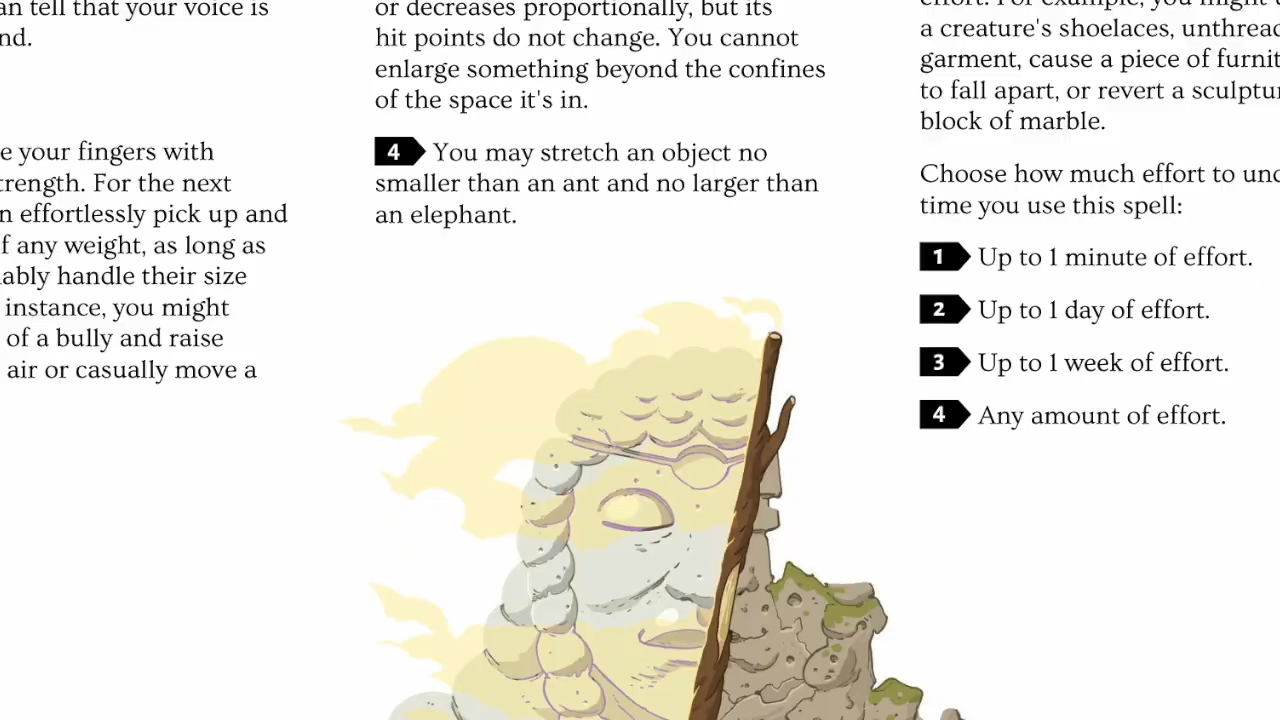 an tell that your voice is
nd.
e your fingers with
trength. For the next
n effortlessly pick up and
f any weight, as long as
ably handle their size
instance, you might
of a bully and raise
air or casually move a
or decreases proportionally, but its
hit points do not change. You cannot
enlarge something beyond the confines
of the space it's in.
4 You may stretch an object no
smaller than an ant and no larger than
an elephant.
effort. For example, you might u
a creature's shoelaces, unthread
garment, cause a piece of furnit
to fall apart, or revert a sculptur
block of marble.
Choose how much effort to und
time you use this spell:
1 Up to 1 minute of effort.
2 Up to 1 day of effort.
3 Up to 1 week of effort.
4 Any amount of effort.